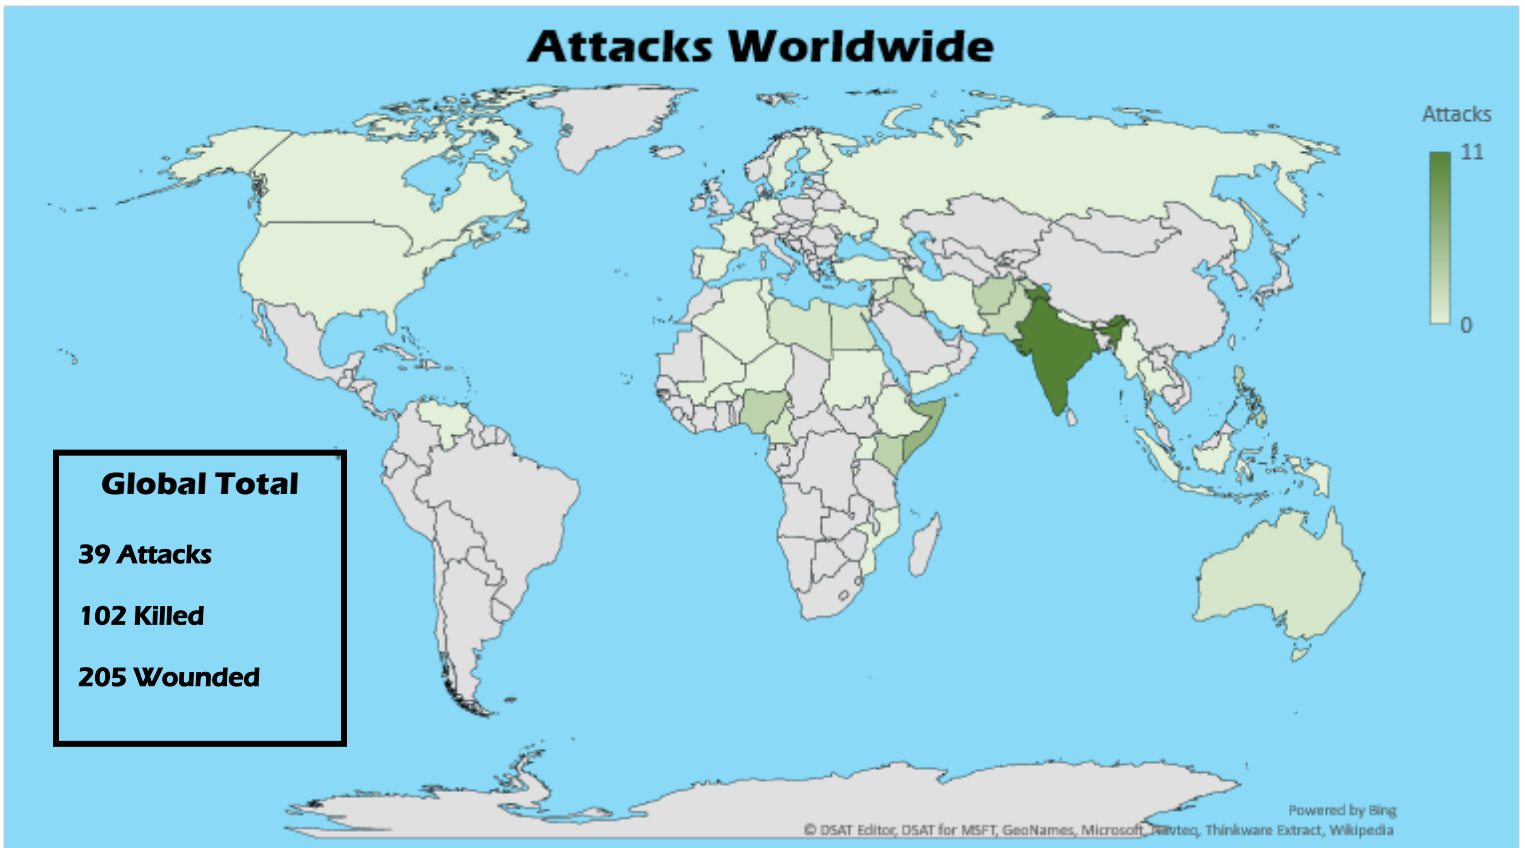 Attacks Worldwide
Attacks
11
0
Global Total
39 Attacks
102 Killed
205 Wounded
Powered by Bing
© DSAT Editor, DSAT for MSFT, GeoNames, Microsoft, Navteq, Thinkware Extract, Wikipedia